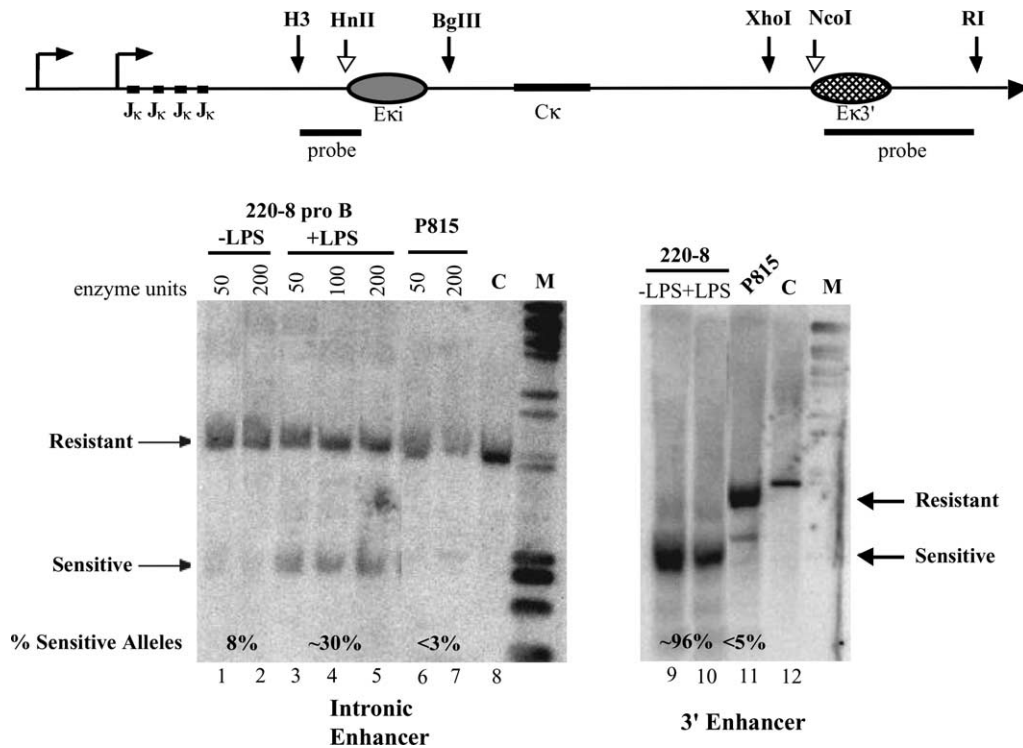 H3 HnII BgIII XhoI NcoI RI
Jκ Jκ Jκ Jκ Eκi Cκ Eκ3'
probe probe
220-8 pro B
-LPS +LPS P815
enzyme units 50 200 50 100 200 50 200 C M
Resistant
Sensitive
% Sensitive Alleles 8% ~30% <3%
1 2 3 4 5 6 7 8
Intronic
Enhancer
220-8
-LPS+LPS P815 C M
Resistant
Sensitive
~96% <5%
9 10 11 12
3' Enhancer